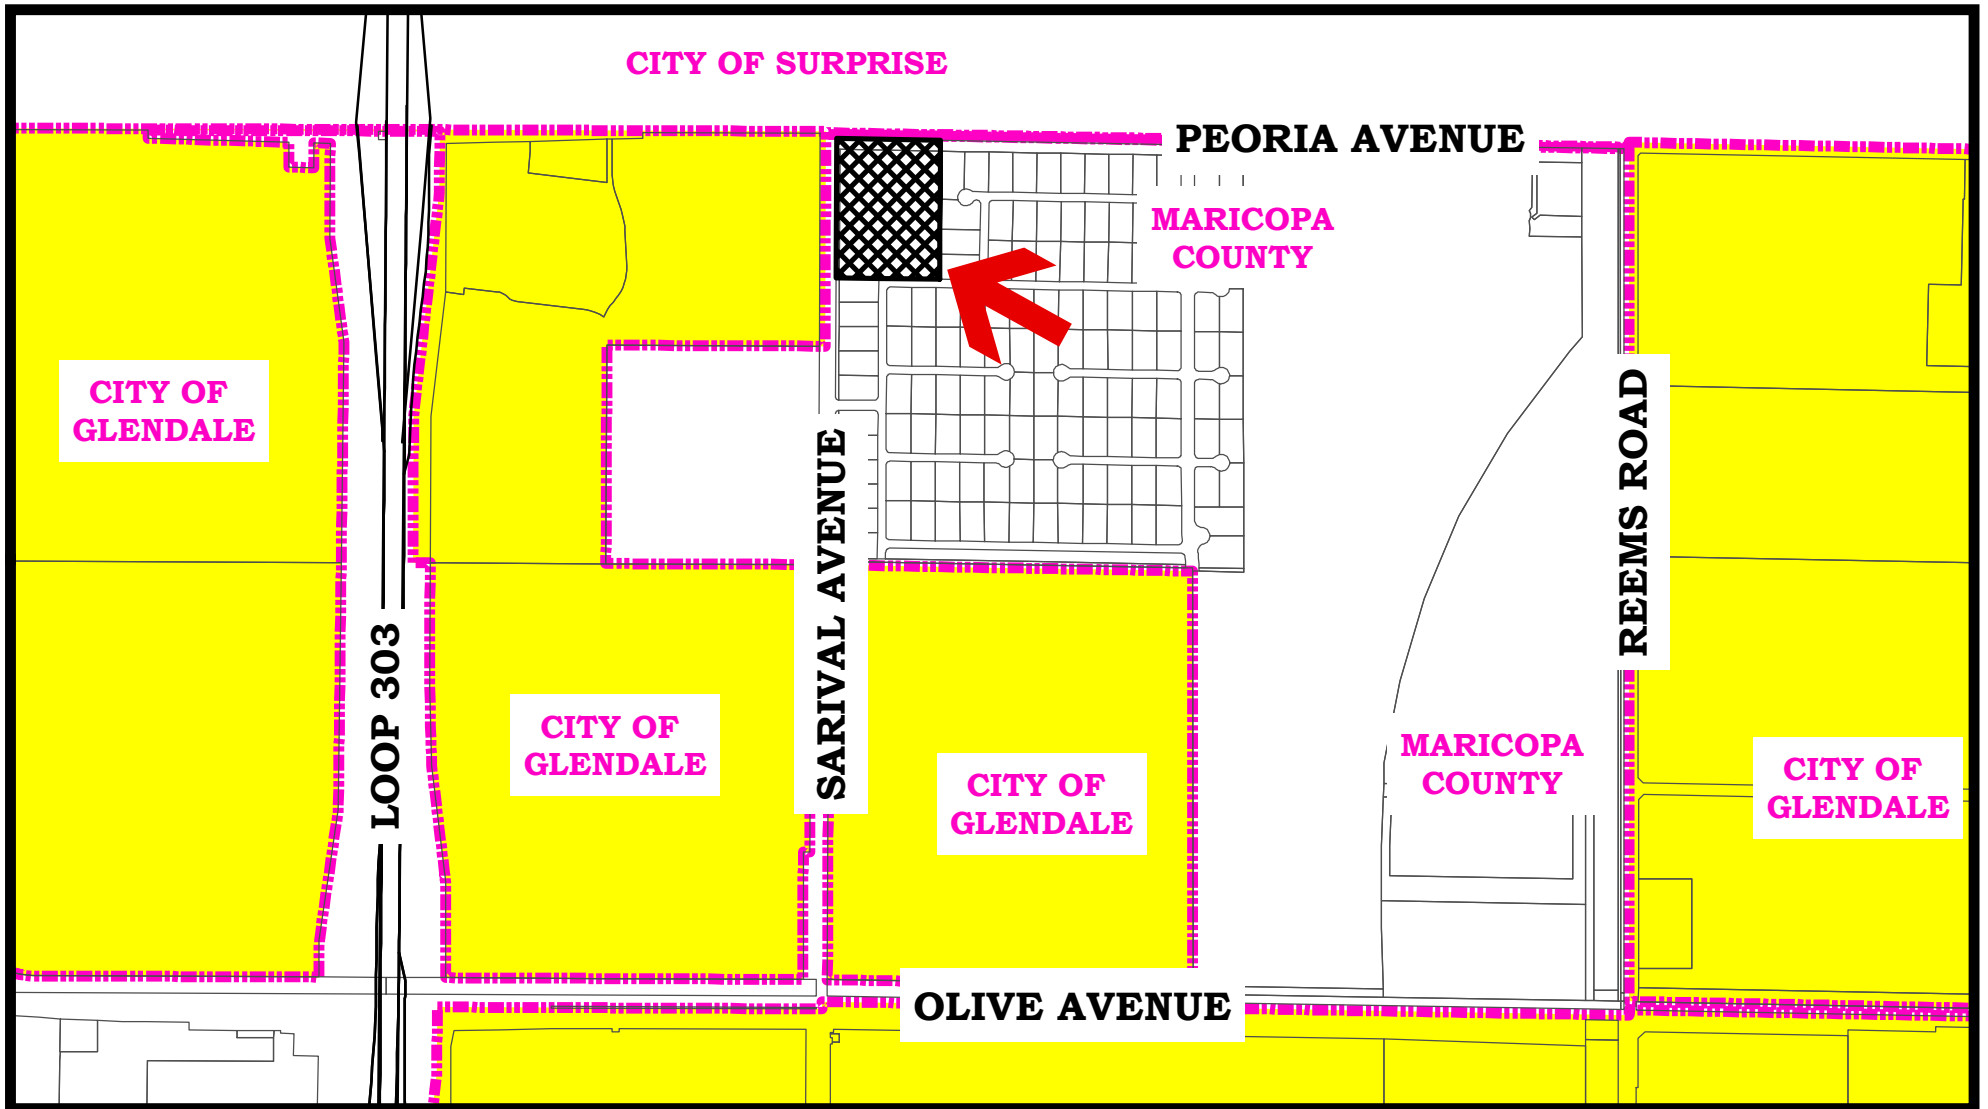 CITY OF SURPRISE
PEORIA AVENUE
MARICOPA
COUNTY
CITY OF
GLENDALE
SARIVAL AVENUE
REEMS ROAD
LOOP 303
CITY OF
GLENDALE
CITY OF
GLENDALE
MARICOPA
COUNTY
CITY OF
GLENDALE
OLIVE AVENUE